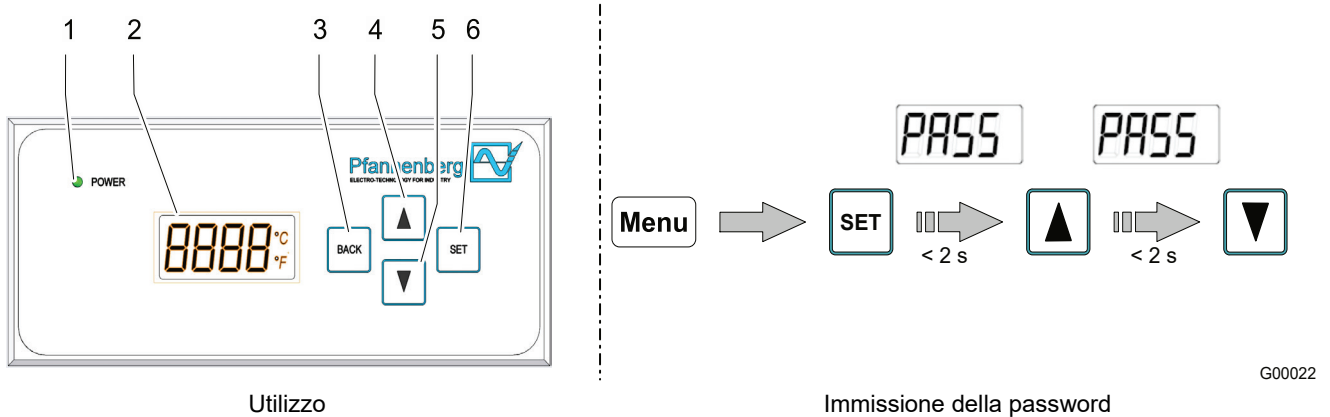 1 2 3 4 5 6
POWER
Pfannenberg
ELECTRO-TECHNOLOGY FOR INDUSTRY
8888 °C
°F
BACK
SET
PASS PASS
Menu
SET
< 2 s < 2 s
G00022
Utilizzo
Immissione della password